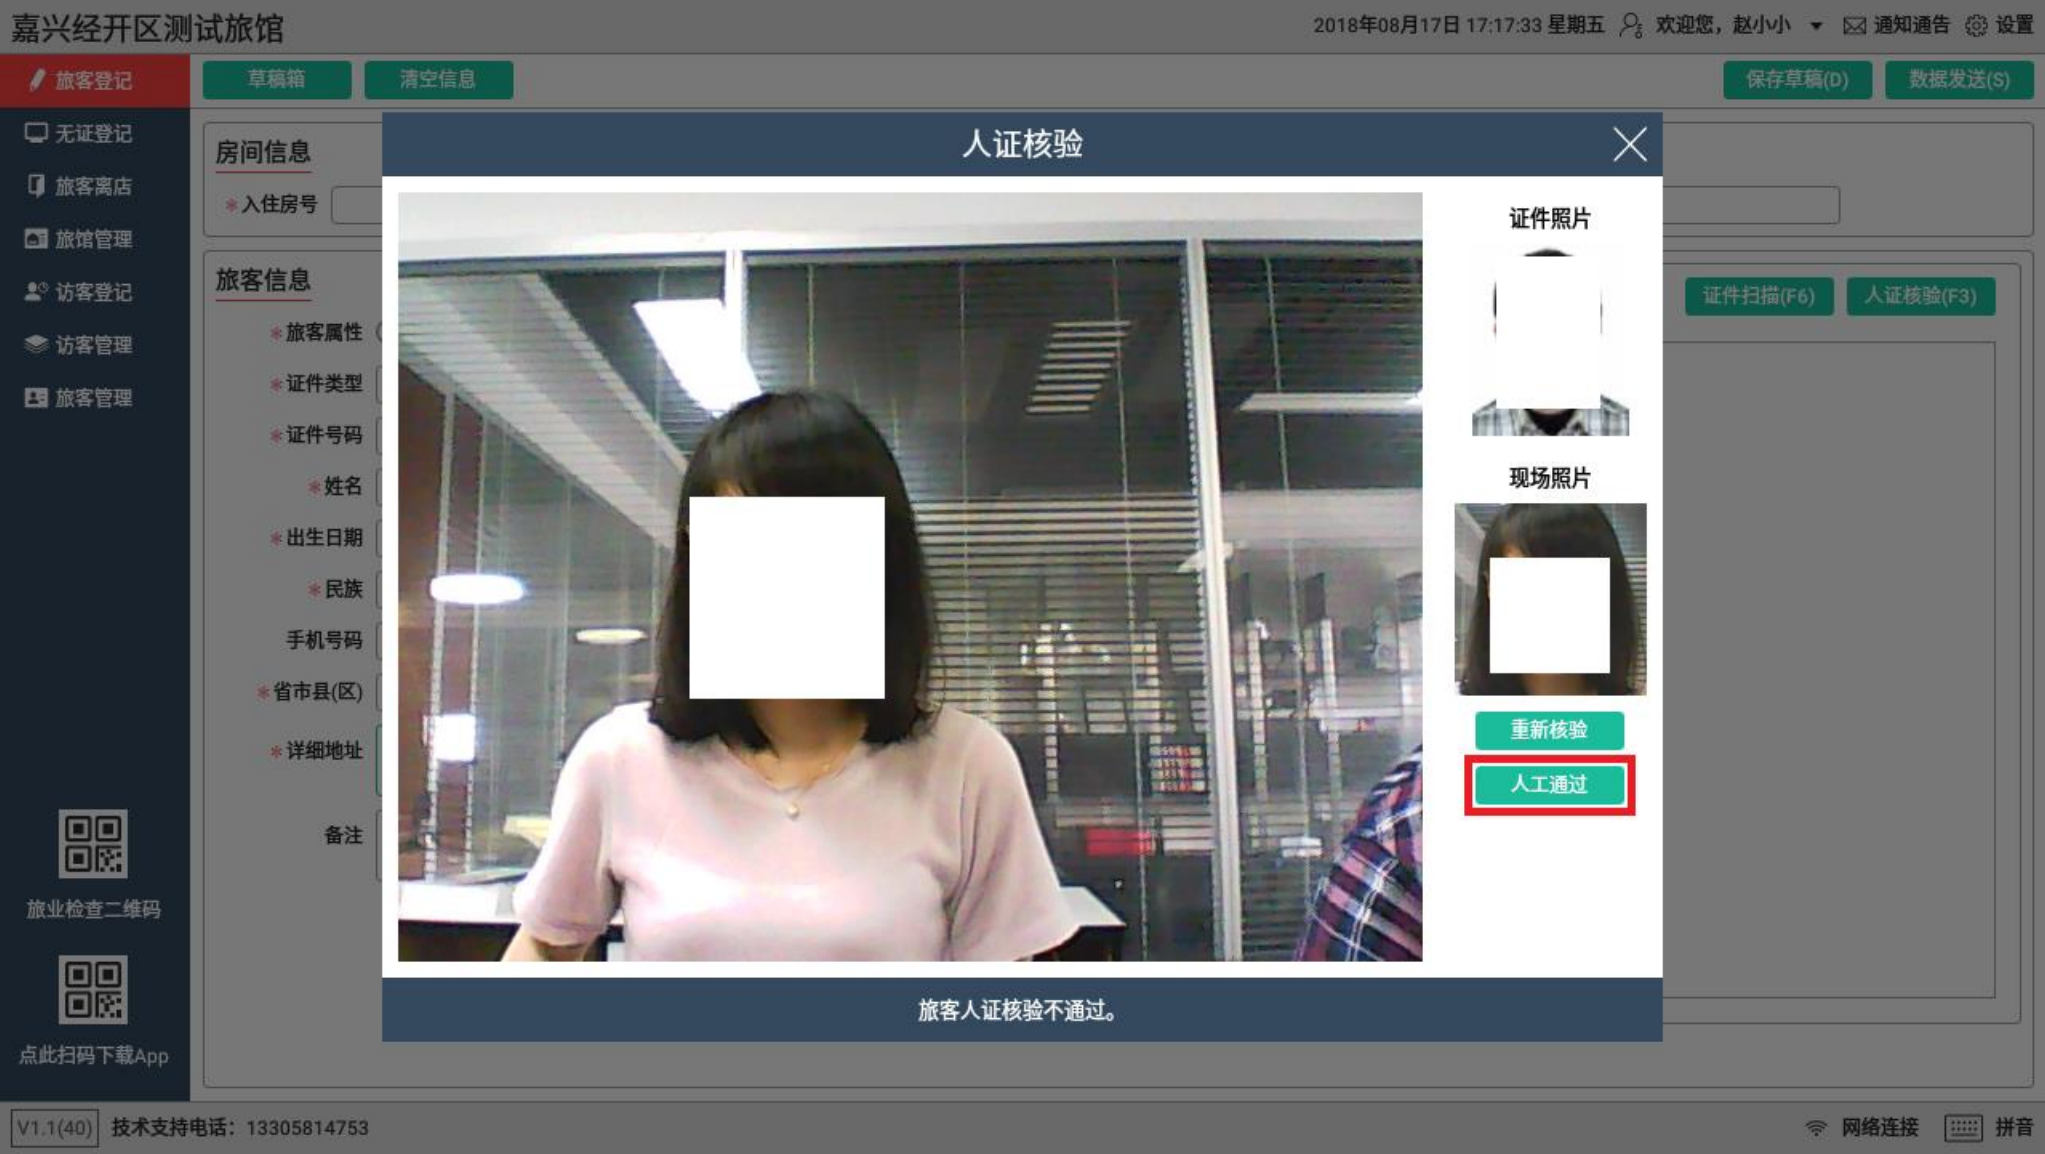 嘉兴经开区测试旅馆
2018年08月17日 17:17:33 星期五 欢迎您，赵小小 通知通告 设置
旅客登记 草稿箱 清空信息 保存草稿(D) 数据发送(S)
无证登记
旅客离店
旅馆管理
访客登记
访客管理
旅客管理
旅业检查二维码
点此扫码下载App
房间信息
*入住房号
旅客信息
证件扫描(F6) 人证核验(F3)
*旅客属性
*证件类型
*证件号码
*姓名
*出生日期
*民族
手机号码
*省市县(区)
*详细地址
备注
人证核验
证件照片
现场照片
重新核验
人工通过
旅客人证核验不通过。
V1.1(40) 技术支持电话：13305814753 网络连接 拼音